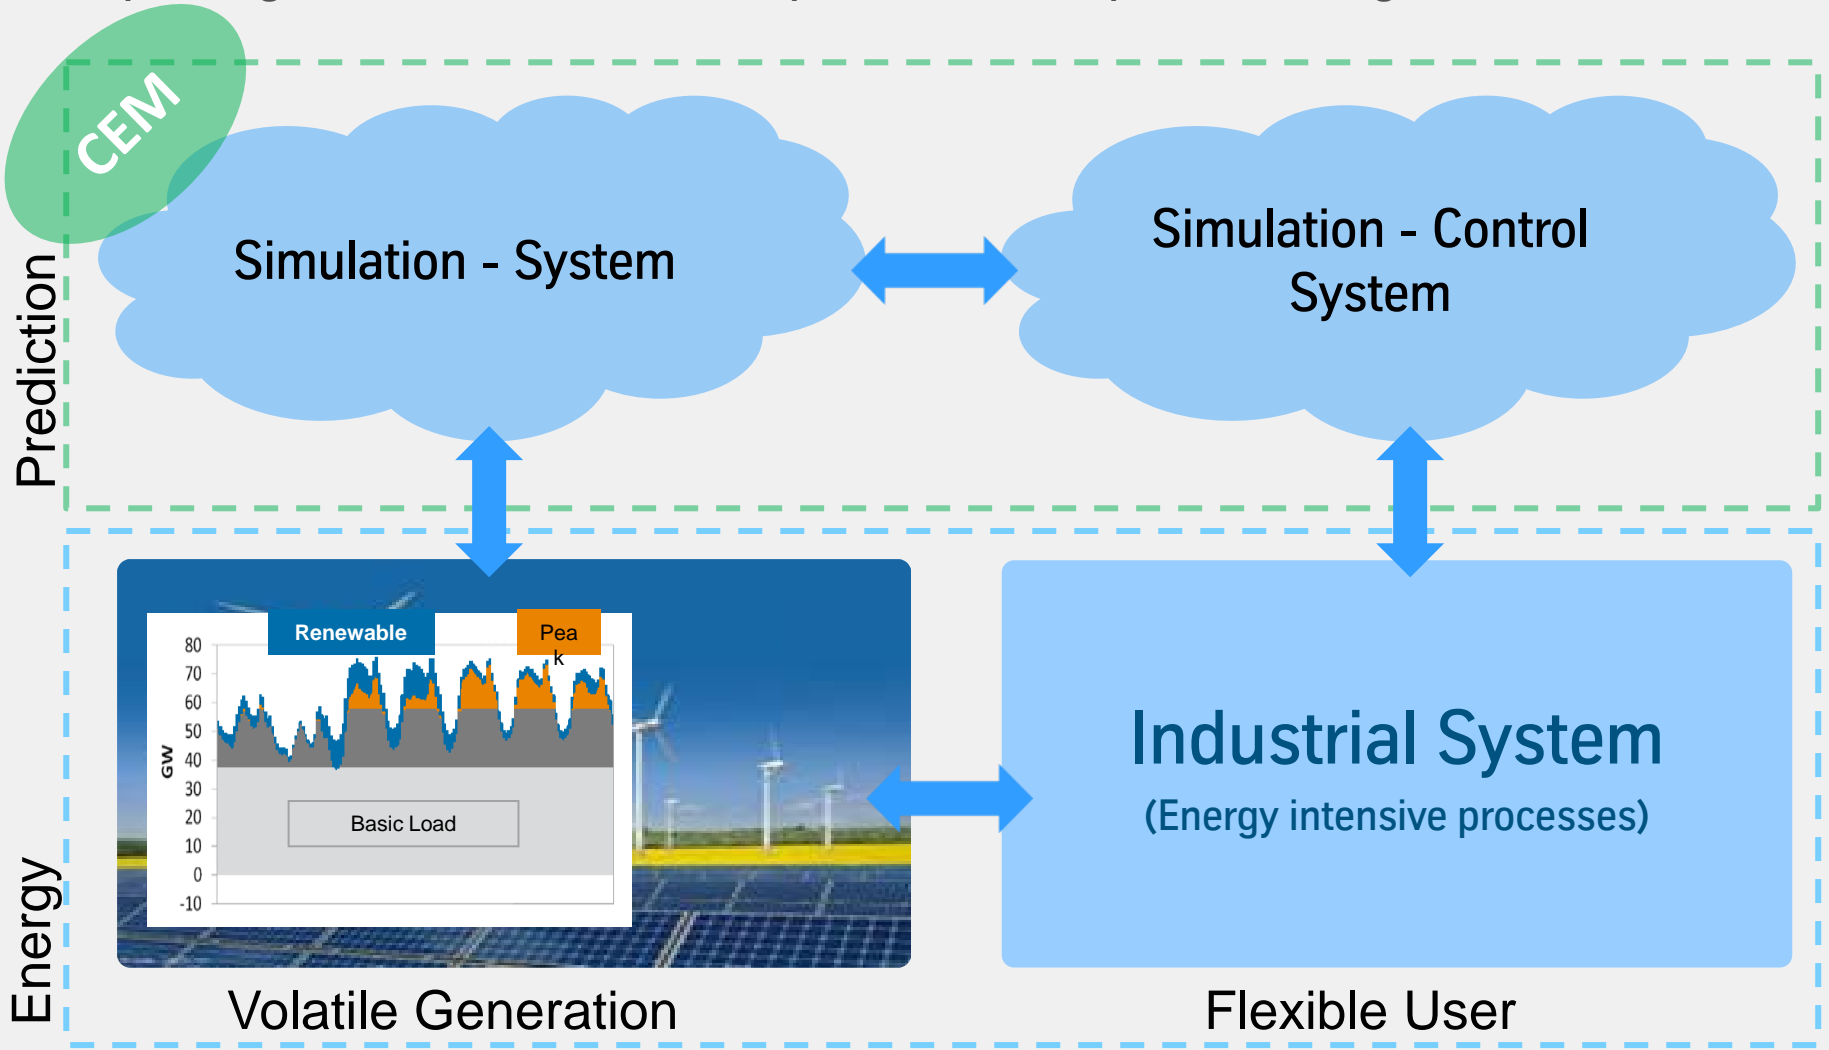 CEM
Prediction
Simulation - System
Simulation - Control
System
Renewable
Pea
k
80
70
60
50
40
30
20
10
0
-10
GW
Basic Load
Industrial System
(Energy intensive processes)
Energy
Volatile Generation
Flexible User